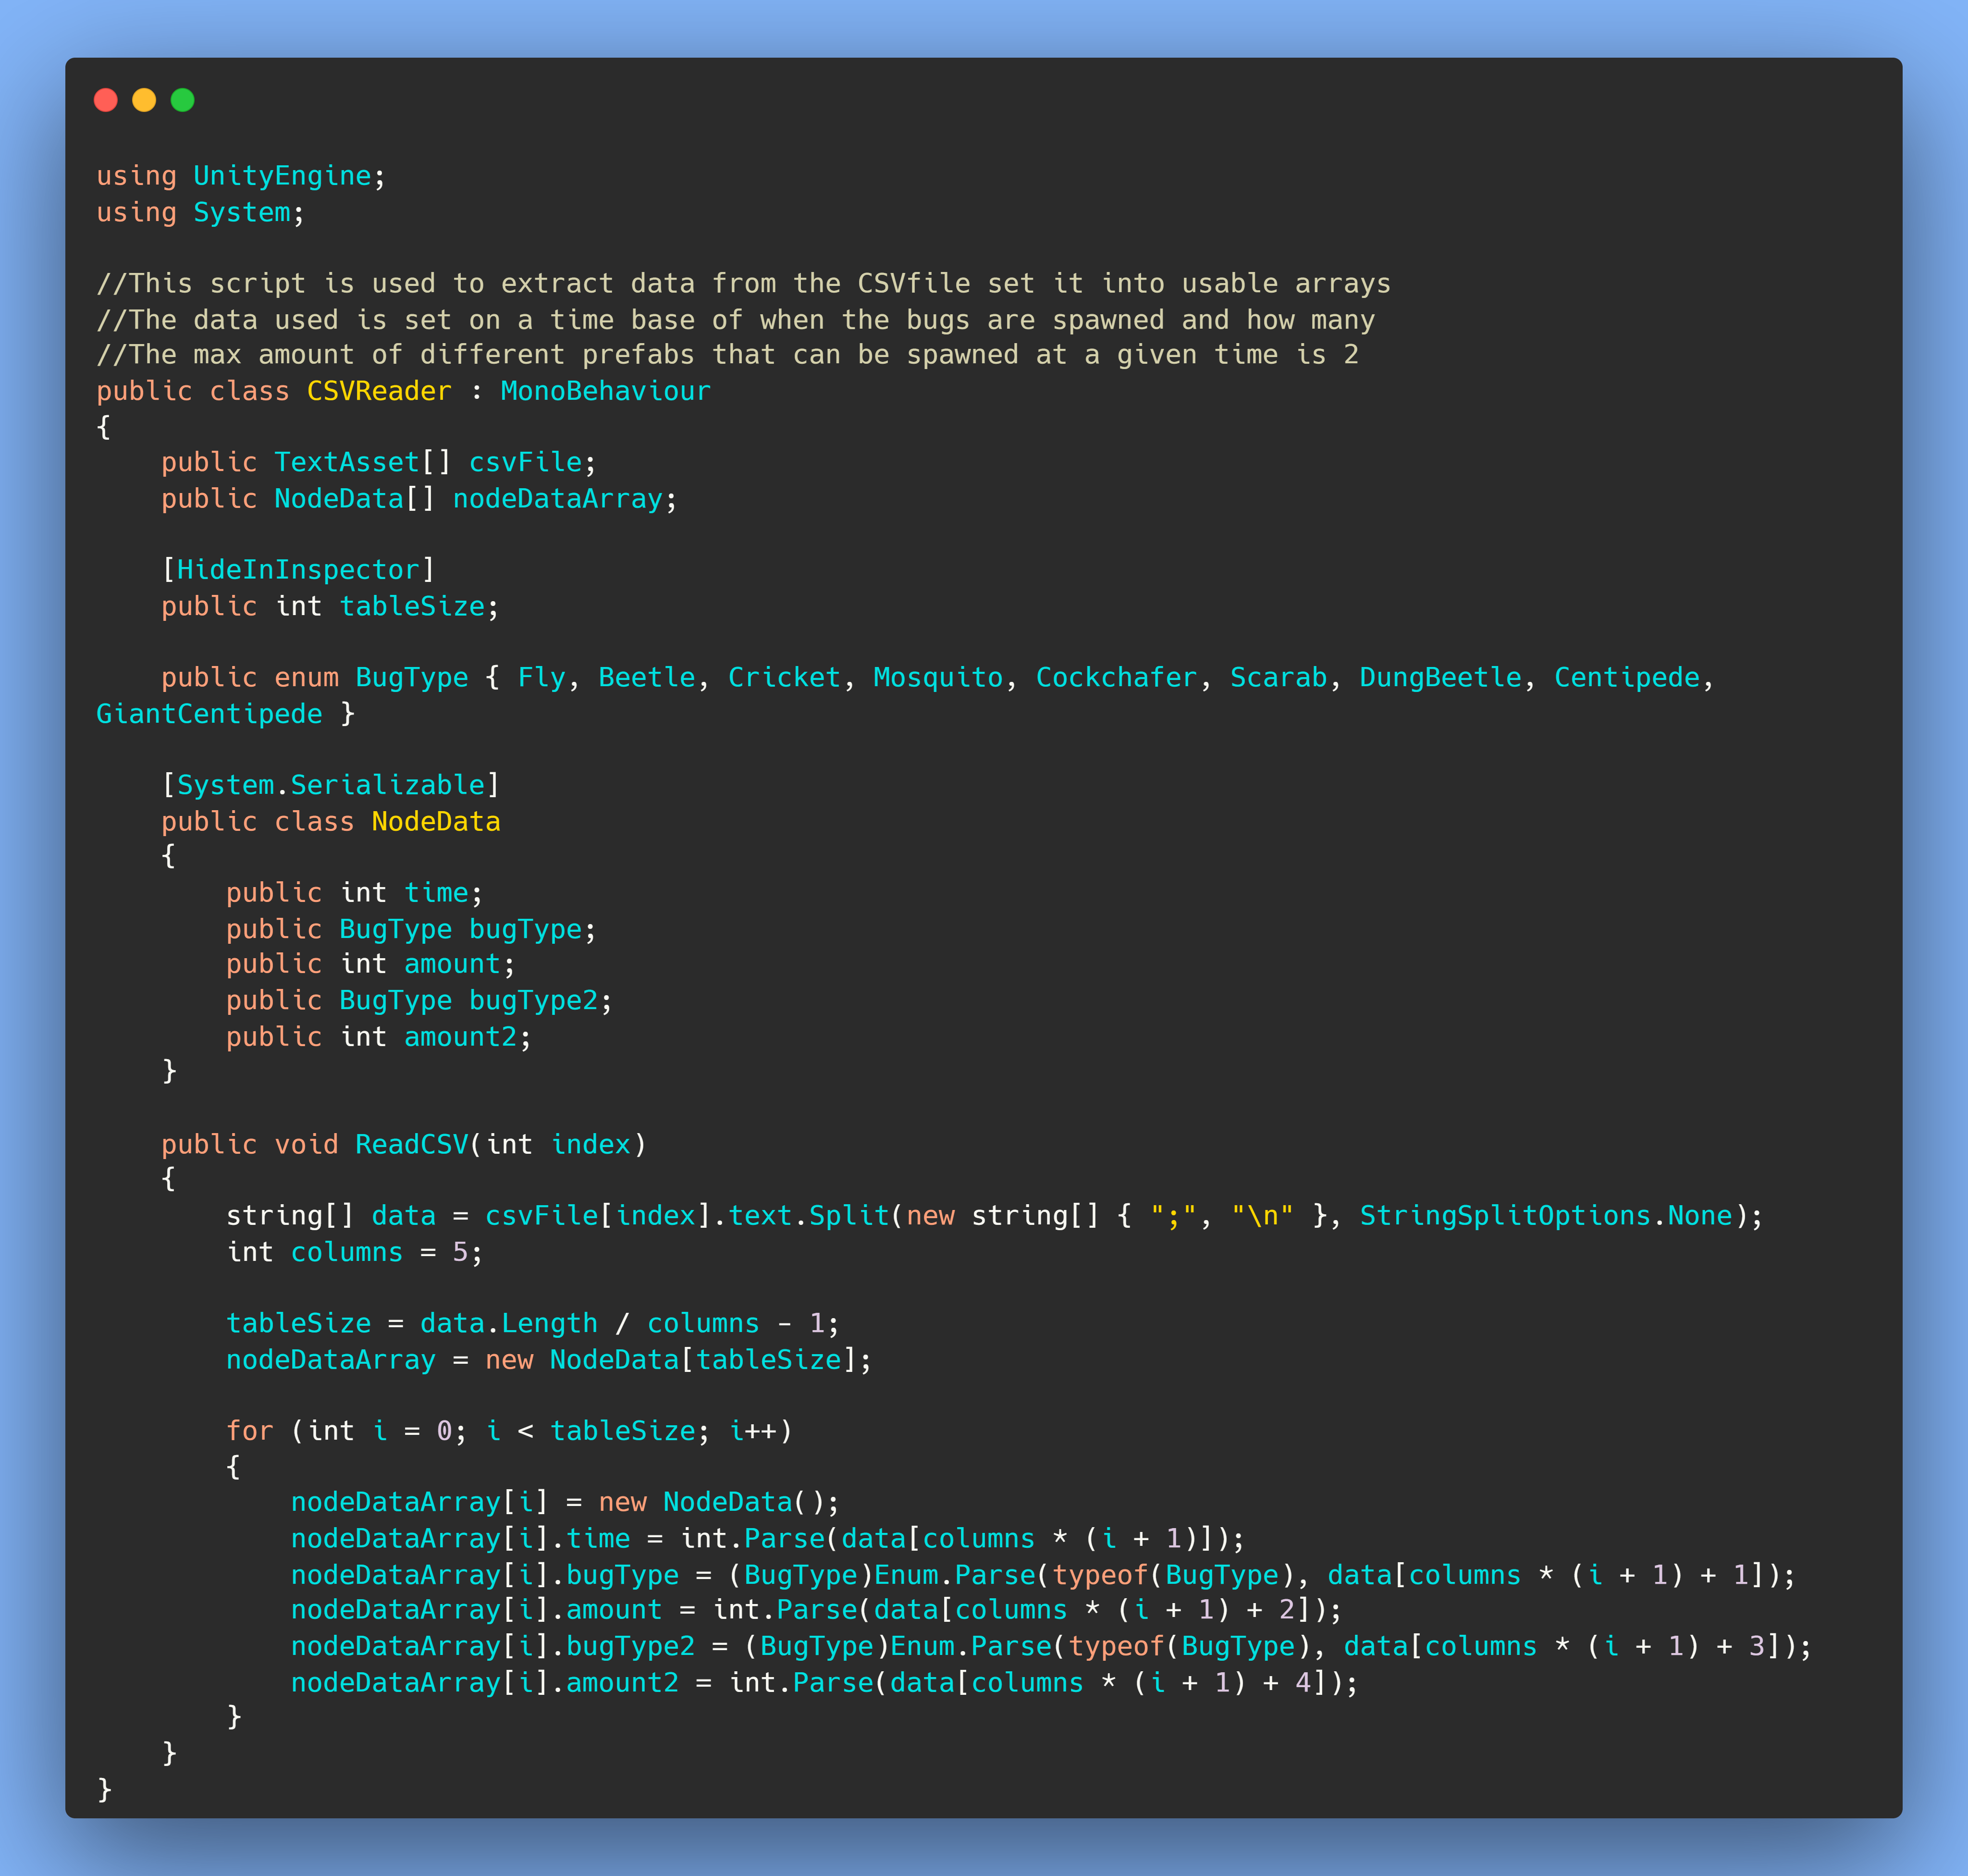 using UnityEngine;
using System;

//This script is used to extract data from the CSVfile set it into usable arrays
//The data used is set on a time base of when the bugs are spawned and how many
//The max amount of different prefabs that can be spawned at a given time is 2
public class CSVReader : MonoBehaviour
{
    public TextAsset[] csvFile;
    public NodeData[] nodeDataArray;

    [HideInInspector]
    public int tableSize;

    public enum BugType { Fly, Beetle, Cricket, Mosquito, Cockchafer, Scarab, DungBeetle, Centipede,
GiantCentipede }

    [System.Serializable]
    public class NodeData
    {
        public int time;
        public BugType bugType;
        public int amount;
        public BugType bugType2;
        public int amount2;
    }

    public void ReadCSV(int index)
    {
        string[] data = csvFile[index].text.Split(new string[] { ";", "\n" }, StringSplitOptions.None);
        int columns = 5;

        tableSize = data.Length / columns - 1;
        nodeDataArray = new NodeData[tableSize];

        for (int i = 0; i < tableSize; i++)
        {
            nodeDataArray[i] = new NodeData();
            nodeDataArray[i].time = int.Parse(data[columns * (i + 1)]);
            nodeDataArray[i].bugType = (BugType)Enum.Parse(typeof(BugType), data[columns * (i + 1) + 1]);
            nodeDataArray[i].amount = int.Parse(data[columns * (i + 1) + 2]);
            nodeDataArray[i].bugType2 = (BugType)Enum.Parse(typeof(BugType), data[columns * (i + 1) + 3]);
            nodeDataArray[i].amount2 = int.Parse(data[columns * (i + 1) + 4]);
        }
    }
}